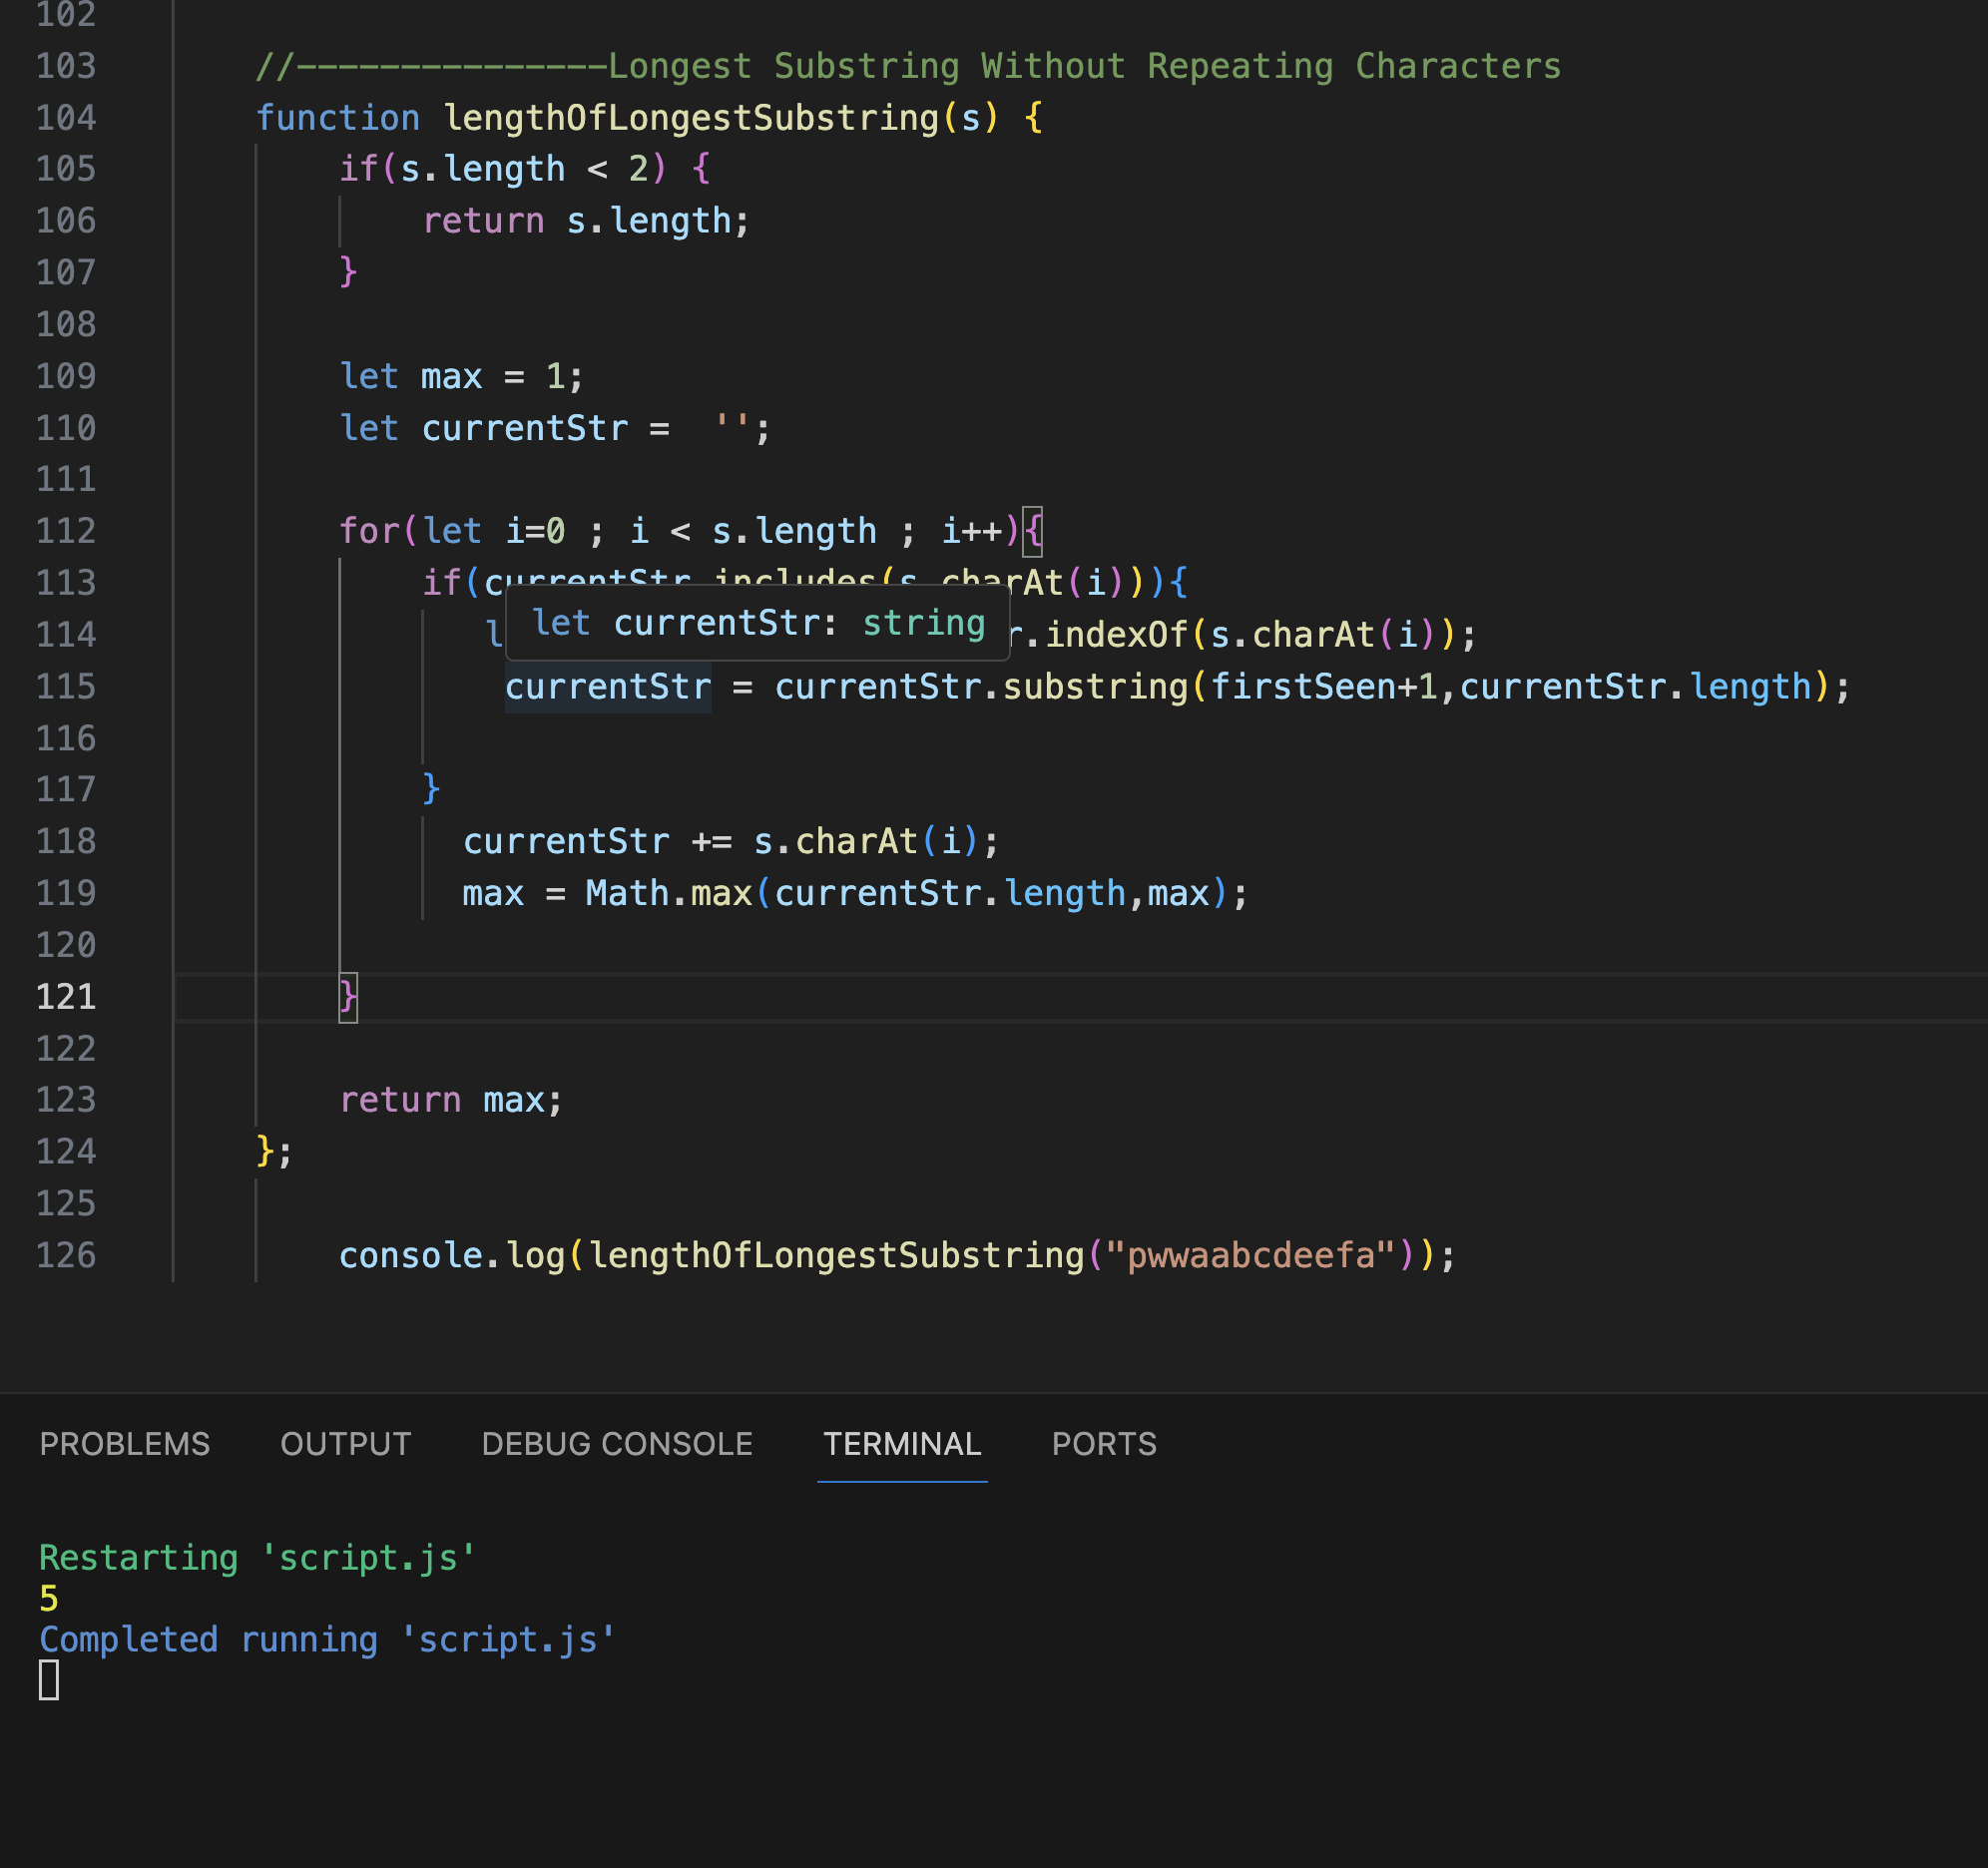 102
103 //---------------Longest Substring Without Repeating Characters
104 function lengthOfLongestSubstring(s) {
105 if(s.length < 2) {
106 return s.length;
107 }
108
109 let max = 1;
110 let currentStr =  '';
111
112 for(let i=0 ; i < s.length ; i++){
113 if(currentStr.includes(s.charAt(i))){
let currentStr: string
114 l r.indexOf(s.charAt(i));
115 currentStr = currentStr.substring(firstSeen+1,currentStr.length);
116
117 }
118 currentStr += s.charAt(i);
119 max = Math.max(currentStr.length,max);
120
121 }
122
123 return max;
124 };
125
126 console.log(lengthOfLongestSubstring("pwwaabcdeefa"));
PROBLEMS OUTPUT DEBUG CONSOLE TERMINAL PORTS
Restarting 'script.js'
5
Completed running 'script.js'